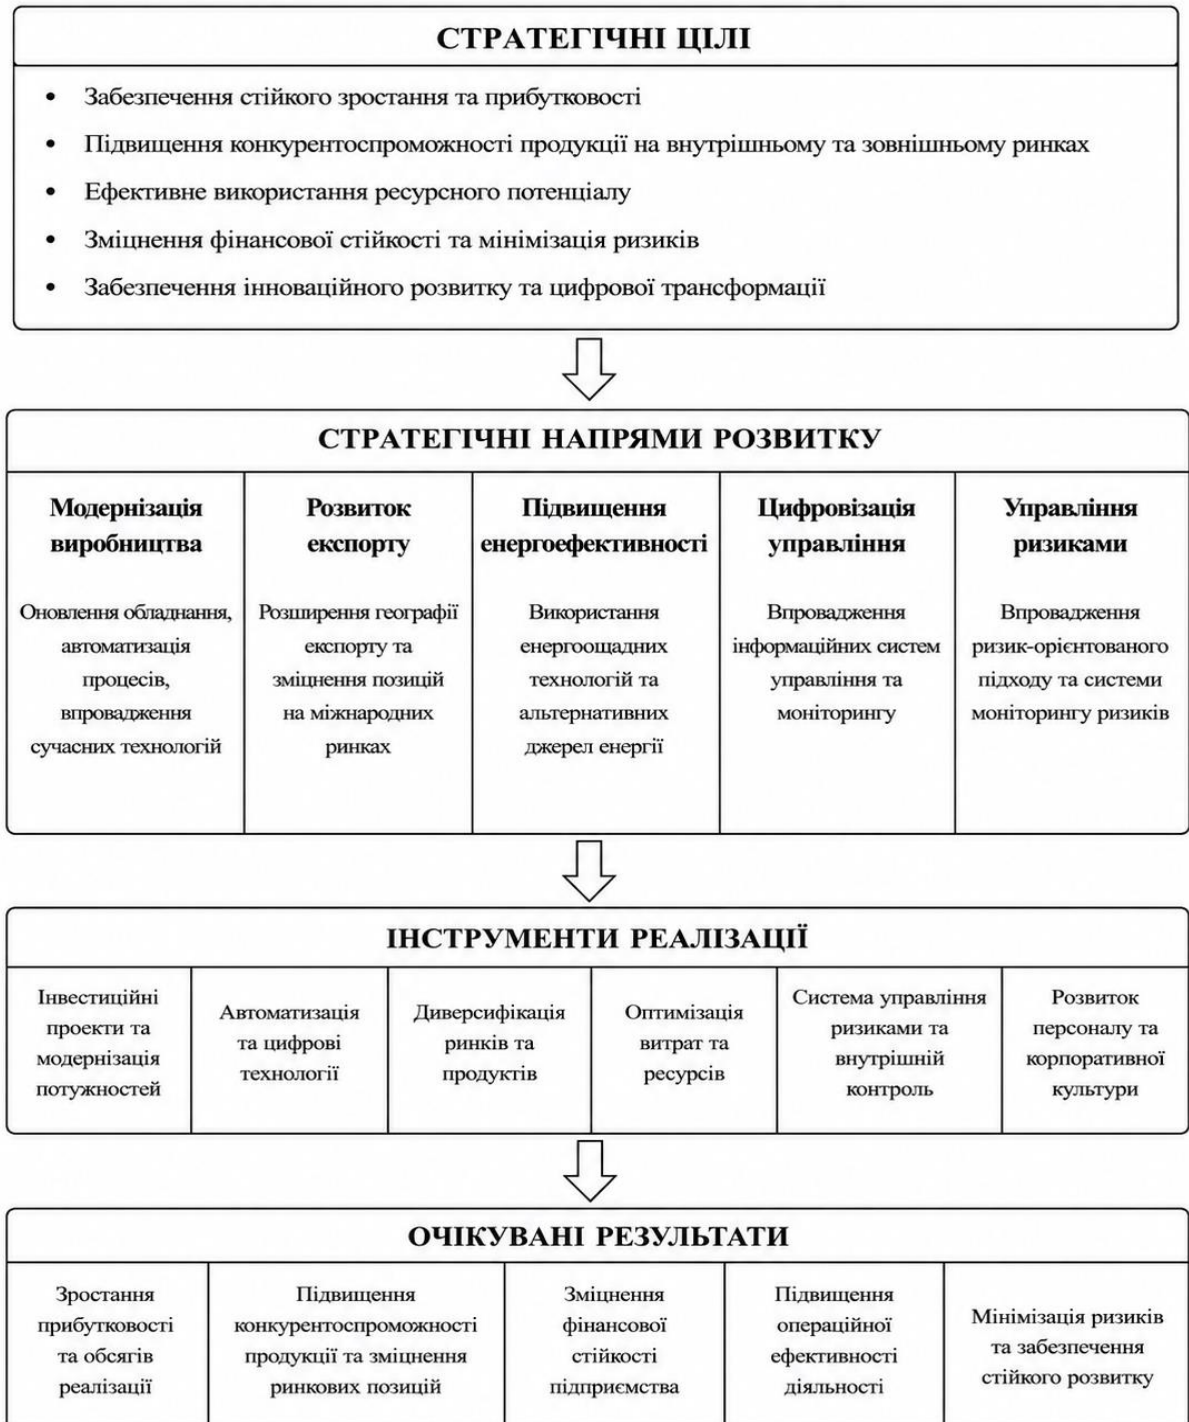 СТРАТЕГІЧНІ ЦІЛІ
• Забезпечення стійкого зростання та прибутковості
• Підвищення конкурентоспроможності продукції на внутрішньому та зовнішньому ринках
• Ефективне використання ресурсного потенціалу
• Зміцнення фінансової стійкості та мінімізація ризиків
• Забезпечення інноваційного розвитку та цифрової трансформації
СТРАТЕГІЧНІ НАПРЯМИ РОЗВИТКУ
Модернізація
виробництва
Оновлення обладнання,
автоматизація
процесів,
впровадження
сучасних технологій
Розвиток
експорту
Розширення географії
експорту та
зміцнення позицій
на міжнародних
ринках
Підвищення
енергоефективності
Використання
енергоощадних
технологій та
альтернативних
джерел енергії
Цифровізація
управління
Впровадження
інформаційних систем
управління та
моніторингу
Управління
ризиками
Впровадження
ризик-орієнтованого
підходу та системи
моніторингу ризиків
ІНСТРУМЕНТИ РЕАЛІЗАЦІЇ
Інвестиційні
проекти та
модернізація
потужностей
Автоматизація
та цифрові
технології
Диверсифікація
ринків та
продуктів
Оптимізація
витрат та
ресурсів
Система управління
ризиками та
внутрішній
контроль
Розвиток
персоналу та
корпоративної
культури
ОЧІКУВАНІ РЕЗУЛЬТАТИ
Зростання
прибутковості
та обсягів
реалізації
Підвищення
конкурентоспроможності
продукції та зміцнення
ринкових позицій
Зміцнення
фінансової
стійкості
підприємства
Підвищення
операційної
ефективності
діяльності
Мінімізація ризиків
та забезпечення
стійкого розвитку